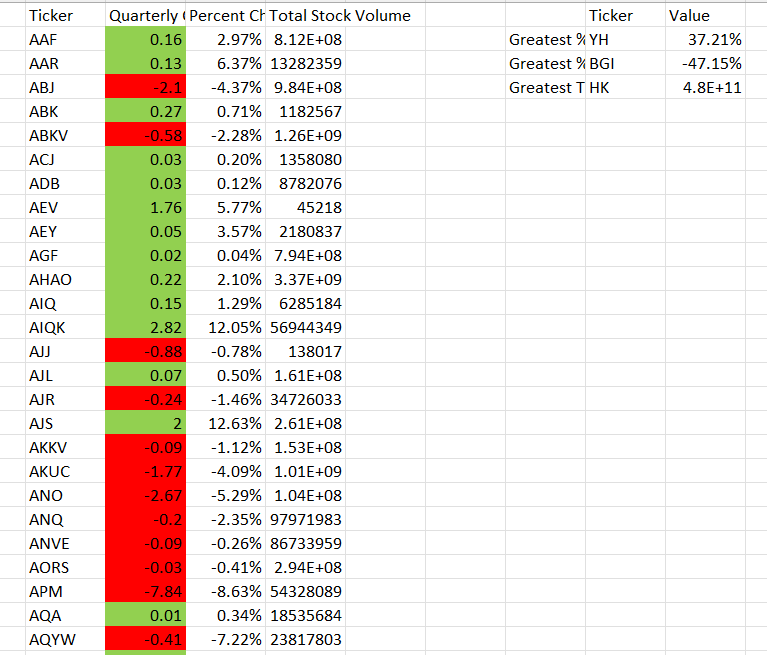 Ticker Quarterly ( Percent Ch Total Stock Volume Ticker Value
AAF 0.16 2.97% 8.12E+08 Greatest % YH 37.21%
AAR 0.13 6.37% 13282359 Greatest % BGI -47.15%
ABJ -2.1 -4.37% 9.84E+08 Greatest T HK 4.8E+11
ABK 0.27 0.71% 1182567
ABKV -0.58 -2.28% 1.26E+09
ACJ 0.03 0.20% 1358080
ADB 0.03 0.12% 8782076
AEV 1.76 5.77% 45218
AEY 0.05 3.57% 2180837
AGF 0.02 0.04% 7.94E+08
AHAO 0.22 2.10% 3.37E+09
AIQ 0.15 1.29% 6285184
AIQK 2.82 12.05% 56944349
AJJ -0.88 -0.78% 138017
AJL 0.07 0.50% 1.61E+08
AJR -0.24 -1.46% 34726033
AJS 2 12.63% 2.61E+08
AKKV -0.09 -1.12% 1.53E+08
AKUC -1.77 -4.09% 1.01E+09
ANO -2.67 -5.29% 1.04E+08
ANQ -0.2 -2.35% 97971983
ANVE -0.09 -0.26% 86733959
AORS -0.03 -0.41% 2.94E+08
APM -7.84 -8.63% 54328089
AQA 0.01 0.34% 18535684
AQYW -0.41 -7.22% 23817803